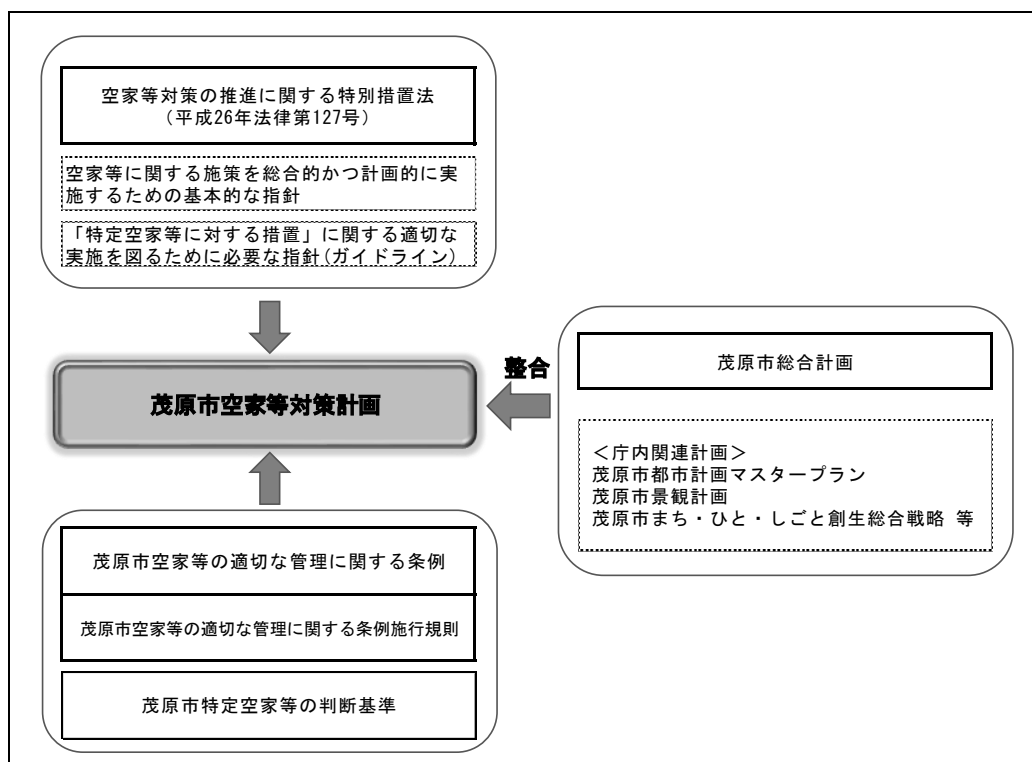 空家等対策の推進に関する特別措置法
（平成26年法律第127号）
空家等に関する施策を総合的かつ計画的に実
施するための基本的な指針
「特定空家等に対する措置」に関する適切な
実施を図るために必要な指針(ガイドライン)
整合
茂原市総合計画
茂原市空家等対策計画
＜庁内関連計画＞
茂原市都市計画マスタープラン
茂原市景観計画
茂原市まち・ひと・しごと創生総合戦略 等
茂原市空家等の適切な管理に関する条例
茂原市空家等の適切な管理に関する条例施行規則
茂原市特定空家等の判断基準